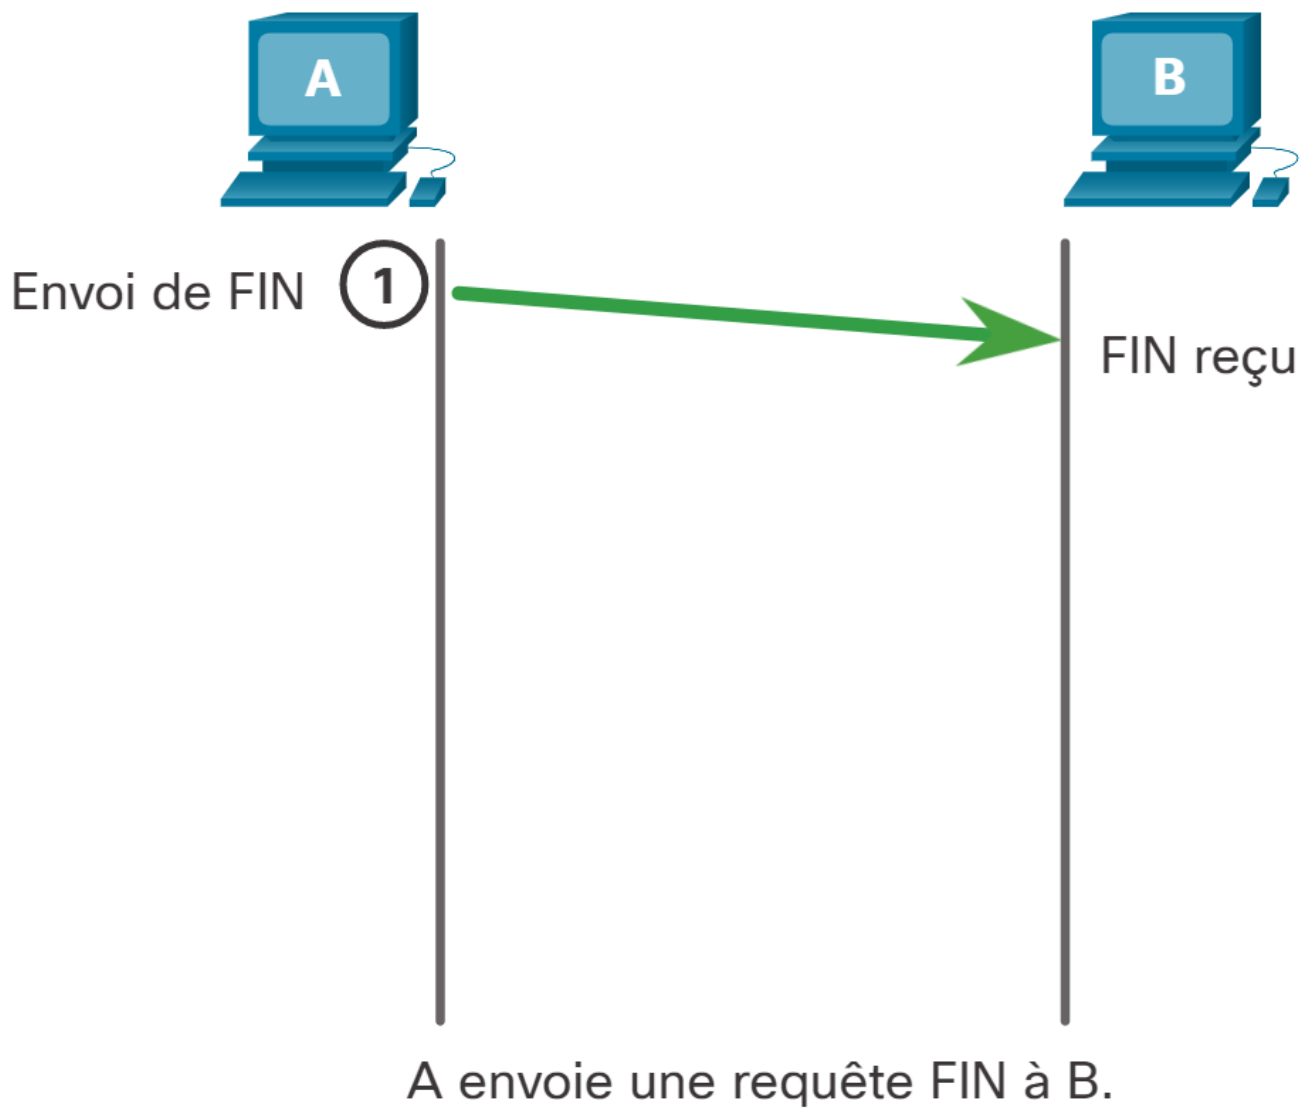 A
B
Envoi de FIN 1
FIN reçu
A envoie une requête FIN à B.